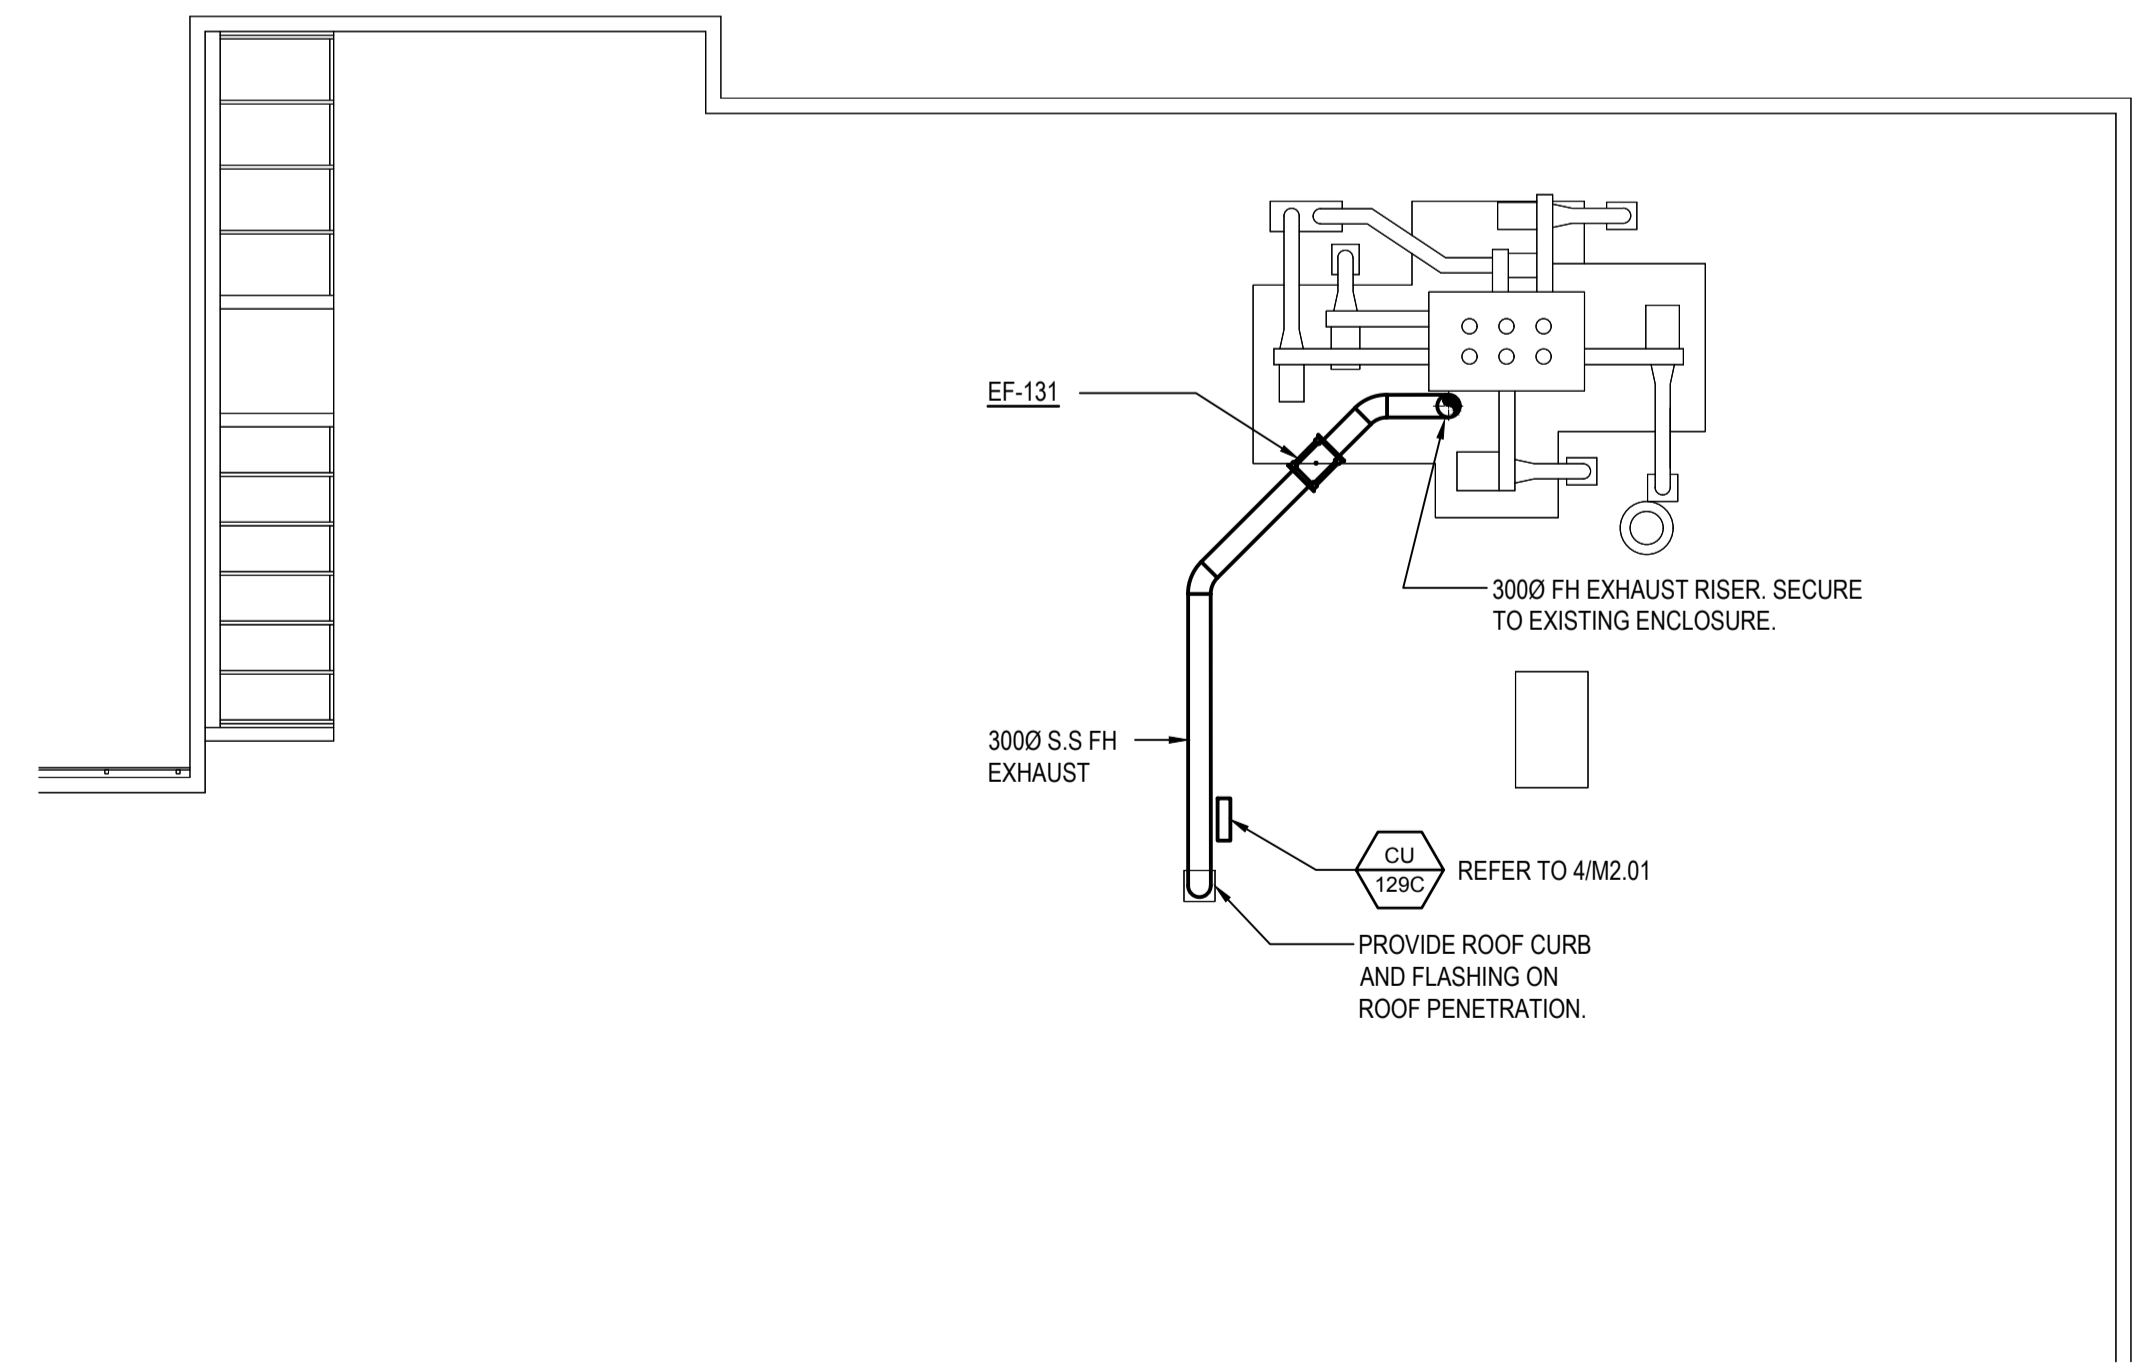 EF-131
300Ø FH EXHAUST RISER. SECURE
TO EXISTING ENCLOSURE.
300Ø S.S FH
EXHAUST
CU
129C
REFER TO 4/M2.01
PROVIDE ROOF CURB
AND FLASHING ON
ROOF PENETRATION.